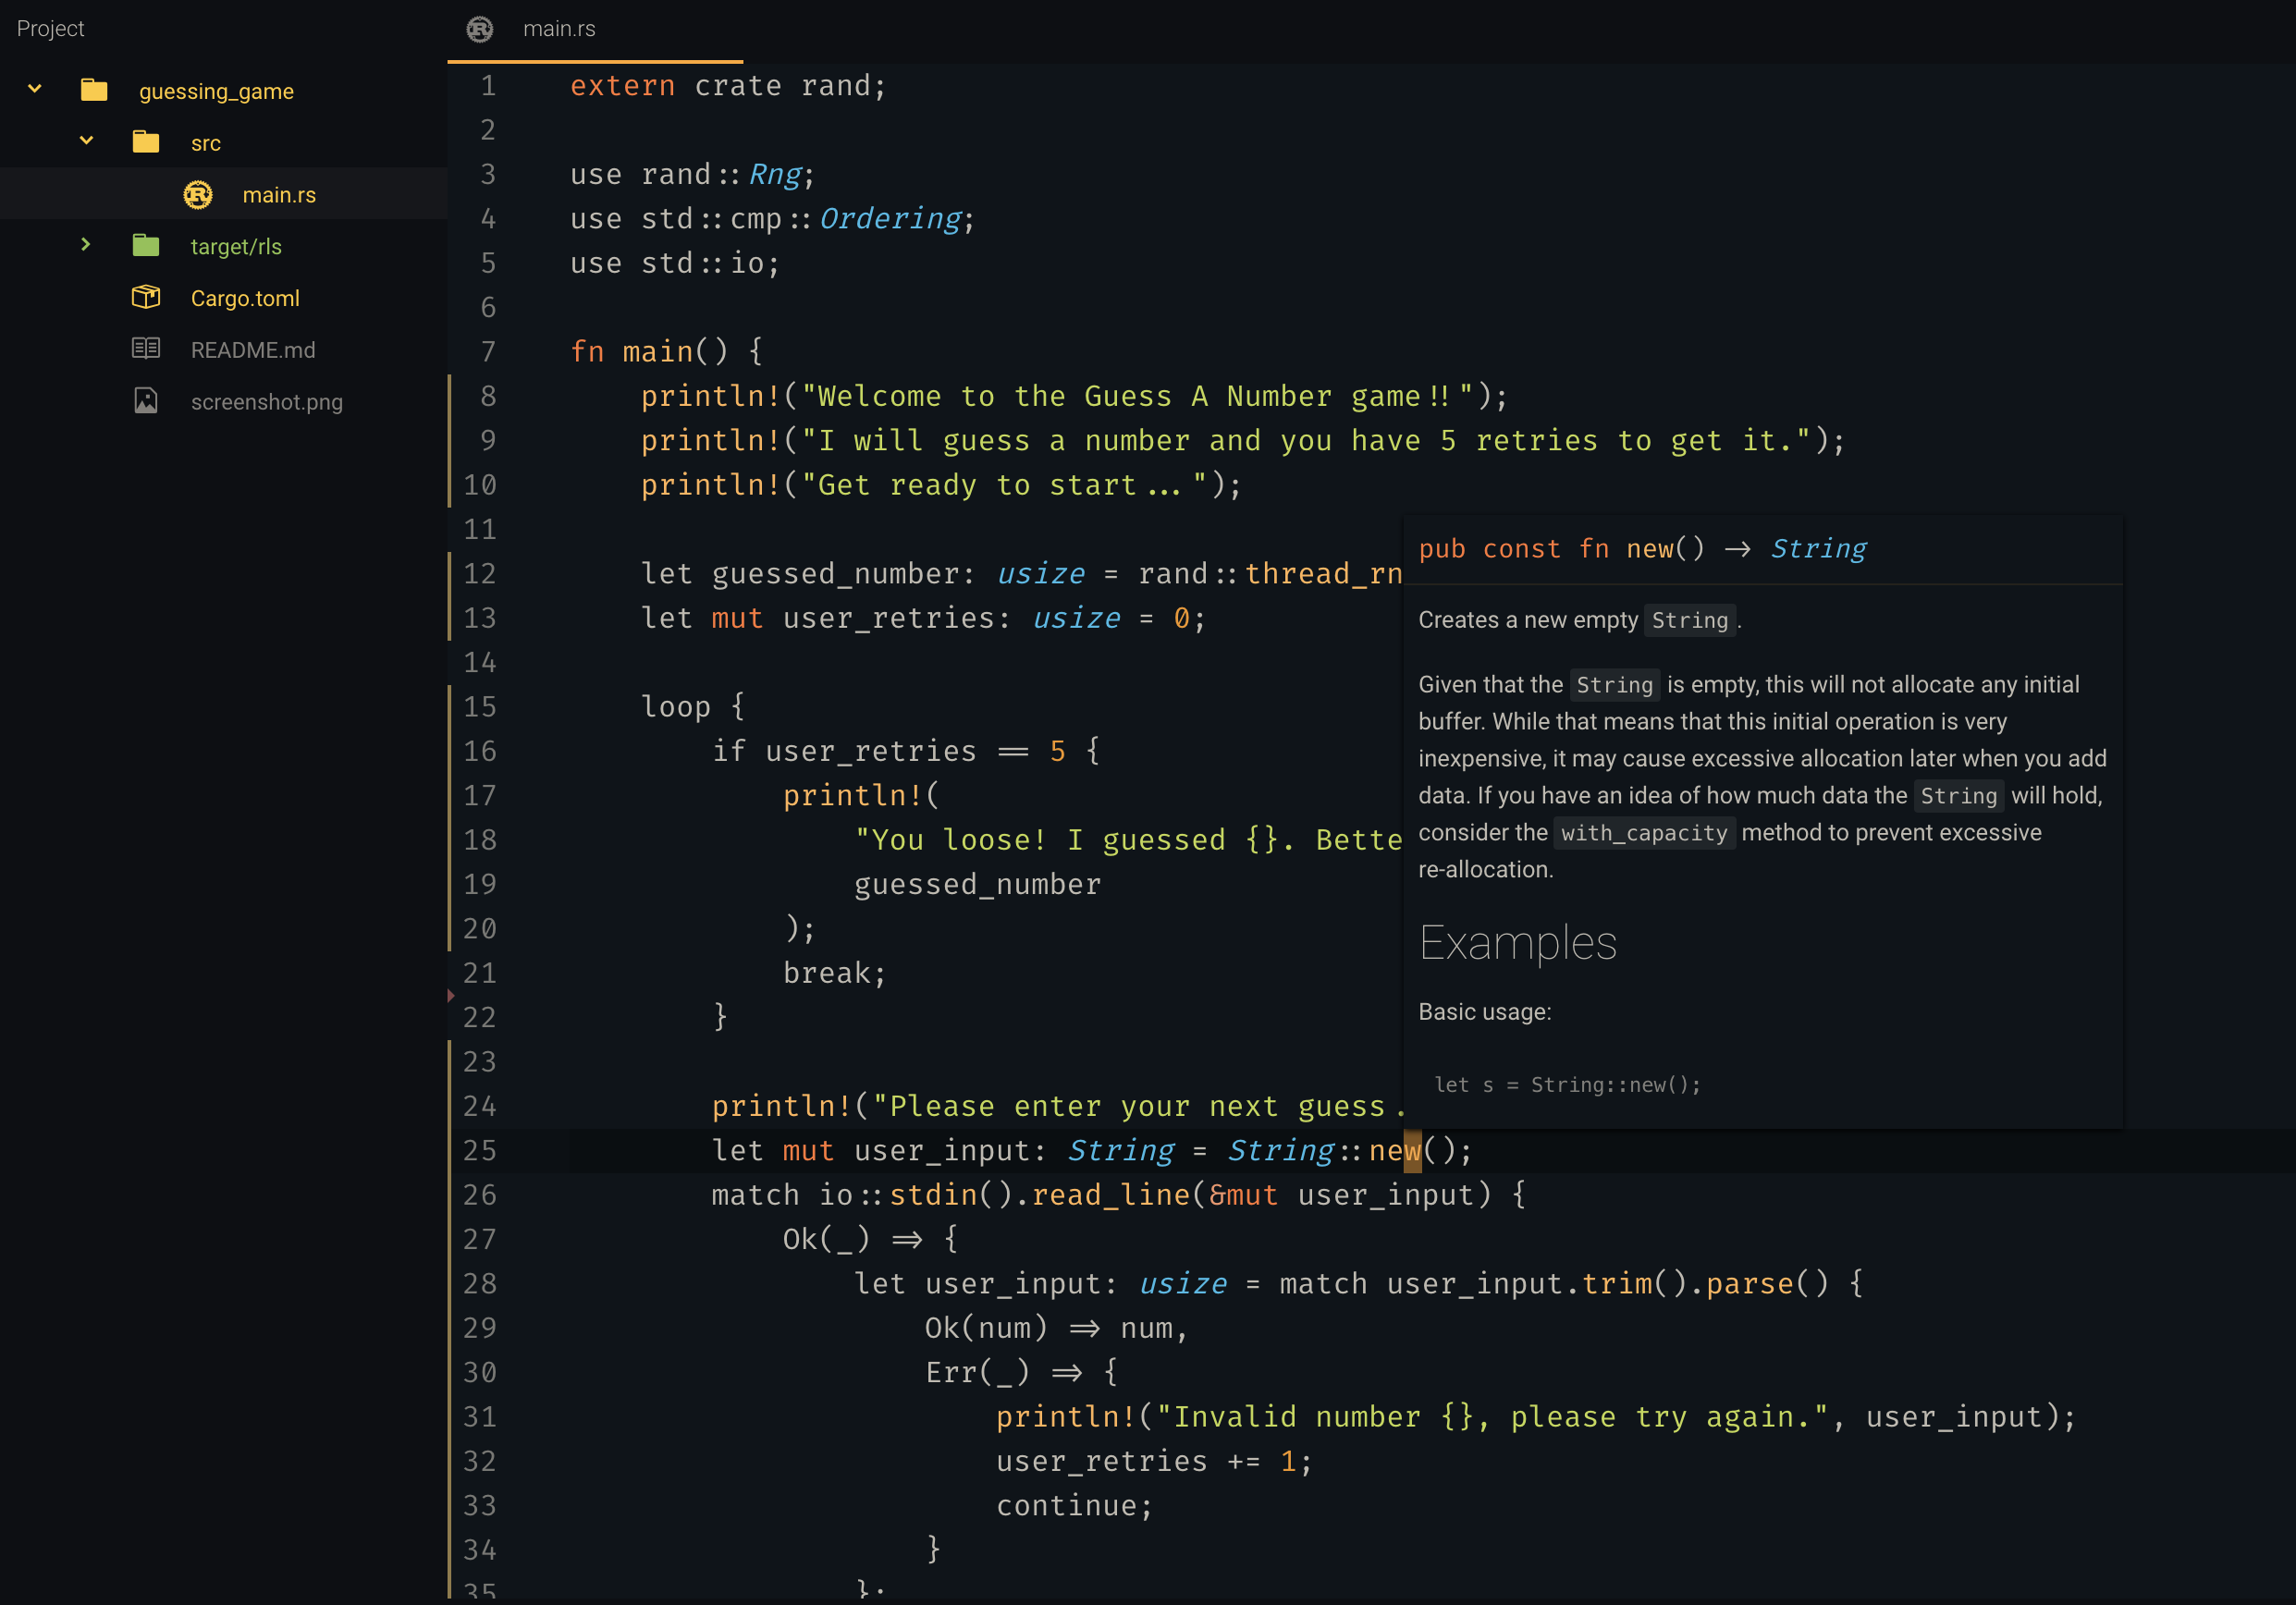 Project
guessing_game
src
main.rs
target/rls
Cargo.toml
README.md
screenshot.png
main.rs
1 extern crate rand;
2
3 use rand::Rng;
4 use std::cmp::Ordering;
5 use std::io;
6
7 fn main() {
8 println!("Welcome to the Guess A Number game!!");
9 println!("I will guess a number and you have 5 retries to get it.");
10 println!("Get ready to start...");
11
12 let guessed_number: usize = rand::thread_rn
13 let mut user_retries: usize = 0;
14
15 loop {
16 if user_retries == 5 {
17 println!(
18 "You loose! I guessed {}. Bette
19 guessed_number
20 );
21 break;
22 }
23
24 println!("Please enter your next guess.
25 let mut user_input: String = String::new();
26 match io::stdin().read_line(&mut user_input) {
27 Ok(_) => {
28 let user_input: usize = match user_input.trim().parse() {
29 Ok(num) => num,
30 Err(_) => {
31 println!("Invalid number {}, please try again.", user_input);
32 user_retries += 1;
33 continue;
34 }
35 };
pub const fn new() -> String
Creates a new empty String.
Given that the String is empty, this will not allocate any initial
buffer. While that means that this initial operation is very
inexpensive, it may cause excessive allocation later when you add
data. If you have an idea of how much data the String will hold,
consider the with_capacity method to prevent excessive
re-allocation.
Examples
Basic usage:
let s = String::new();